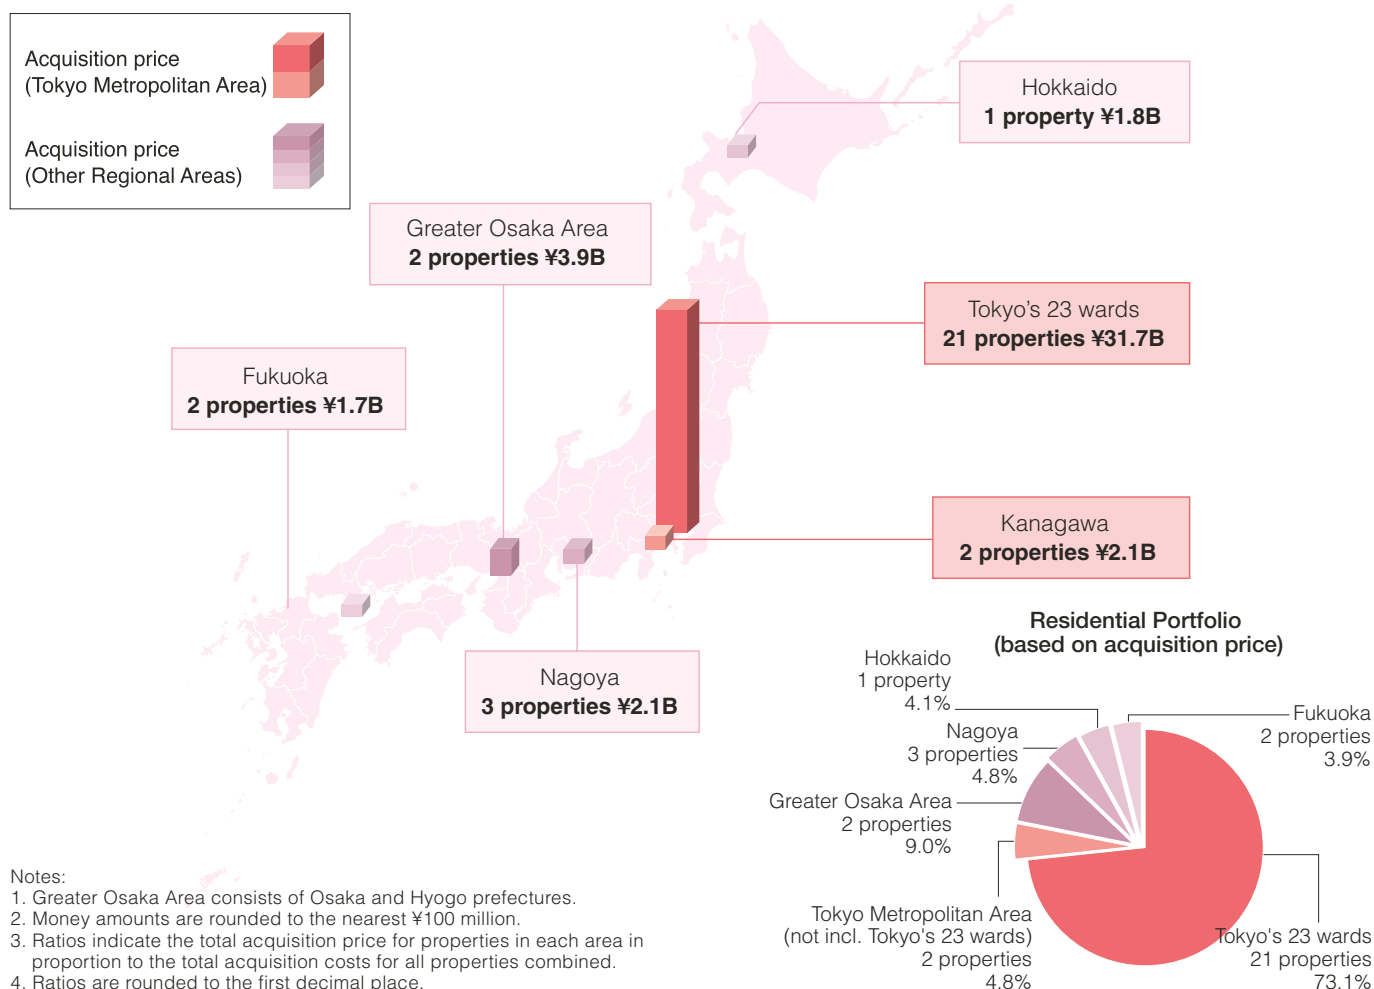 Acquisition price
(Tokyo Metropolitan Area)
Acquisition price
(Other Regional Areas)
Hokkaido
1 property ¥1.8B
Greater Osaka Area
2 properties ¥3.9B
Tokyo’s 23 wards
21 properties ¥31.7B
Fukuoka
2 properties ¥1.7B
Kanagawa
2 properties ¥2.1B
Nagoya
3 properties ¥2.1B
Residential Portfolio
(based on acquisition price)
Hokkaido
1 property
4.1%
Nagoya
3 properties
4.8%
Fukuoka
2 properties
3.9%
Greater Osaka Area
2 properties
9.0%
Tokyo Metropolitan Area
(not incl. Tokyo's 23 wards)
2 properties
4.8%
Tokyo's 23 wards
21 properties
73.1%
Notes:
1. Greater Osaka Area consists of Osaka and Hyogo prefectures.
2. Money amounts are rounded to the nearest ¥100 million.
3. Ratios indicate the total acquisition price for properties in each area in
proportion to the total acquisition costs for all properties combined.
4. Ratios are rounded to the first decimal place.